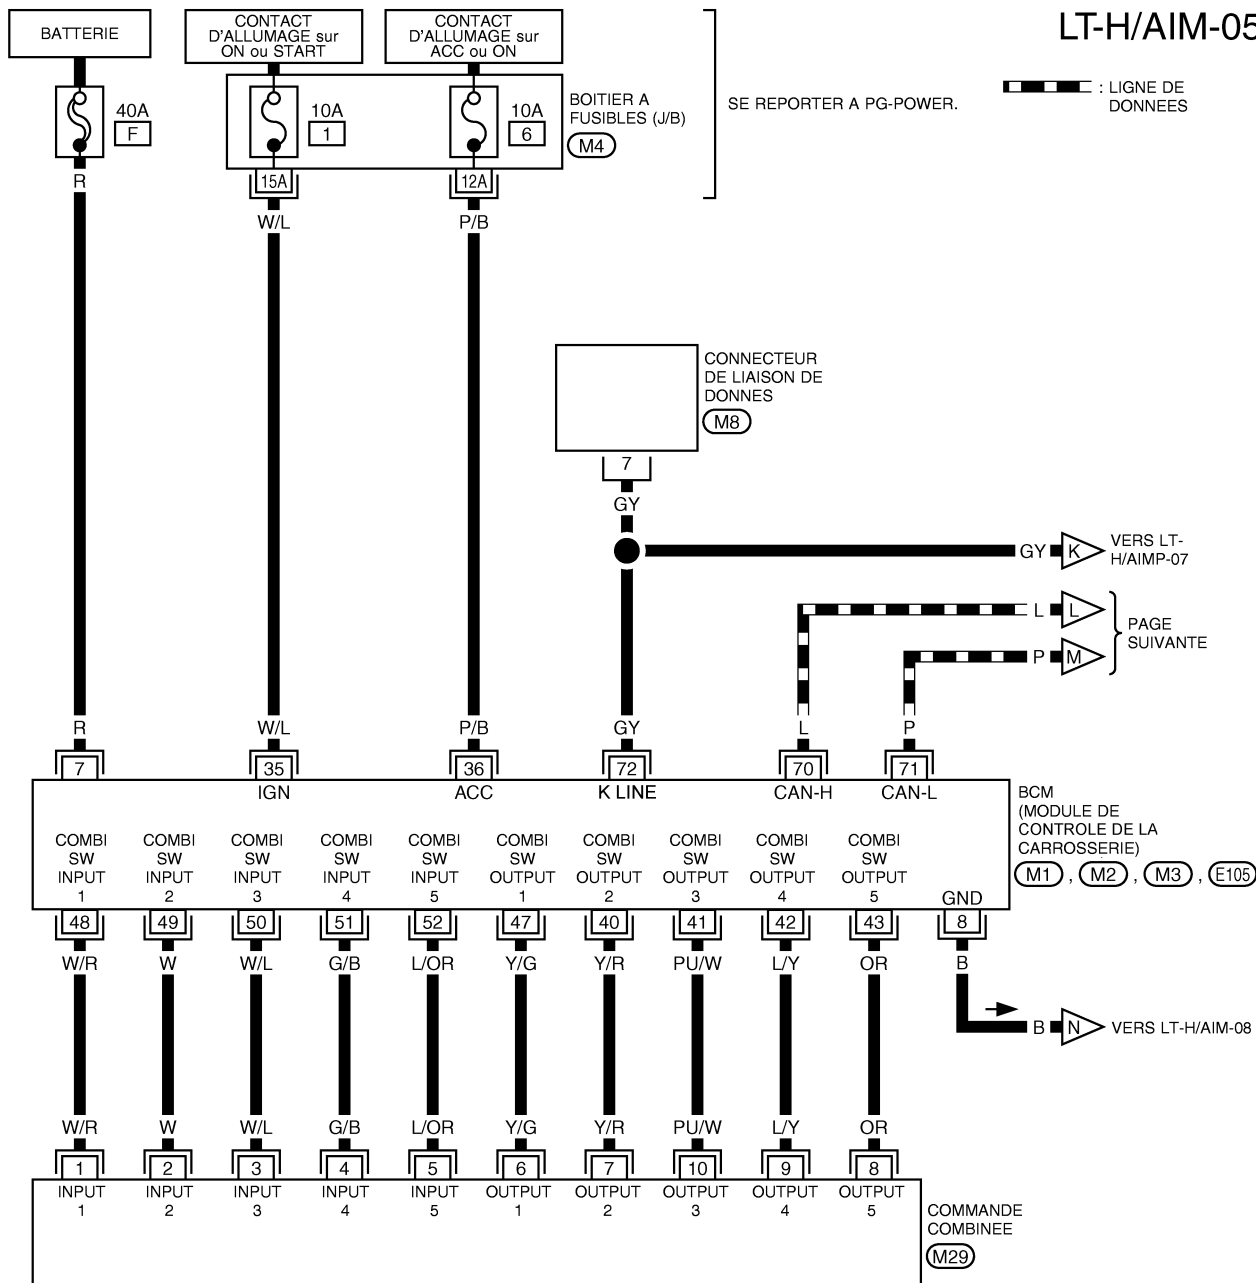 LT-H/AIM-05
BATTERIE
CONTACT
D'ALLUMAGE sur
ON ou START
CONTACT
D'ALLUMAGE sur
ACC ou ON
40A
F
10A
1
10A
6
BOITIER A
FUSIBLES (J/B)
M4
SE REPORTER A PG-POWER.
: LIGNE DE
DONNEES
15A
12A
R
W/L
P/B
CONNECTEUR
DE LIAISON DE
DONNES
M8
7
GY
GY
K
VERS LT-
H/AIMP-07
L
L
P
M
PAGE
SUIVANTE
R
W/L
P/B
GY
L
P
7
35
36
72
70
71
IGN
ACC
K LINE
CAN-H
CAN-L
BCM
(MODULE DE
CONTROLE DE LA
CARROSSERIE)
M1 , M2 , M3 , E105
COMBI
SW
INPUT
1
COMBI
SW
INPUT
2
COMBI
SW
INPUT
3
COMBI
SW
INPUT
4
COMBI
SW
INPUT
5
COMBI
SW
OUTPUT
1
COMBI
SW
OUTPUT
2
COMBI
SW
OUTPUT
3
COMBI
SW
OUTPUT
4
COMBI
SW
OUTPUT
5
GND
48
49
50
51
52
47
40
41
42
43
8
W/R
W
W/L
G/B
L/OR
Y/G
Y/R
PU/W
L/Y
OR
B
B
N
VERS LT-H/AIM-08
W/R
W
W/L
G/B
L/OR
Y/G
Y/R
PU/W
L/Y
OR
1
2
3
4
5
6
7
10
9
8
INPUT
1
INPUT
2
INPUT
3
INPUT
4
INPUT
5
OUTPUT
1
OUTPUT
2
OUTPUT
3
OUTPUT
4
OUTPUT
5
COMMANDE
COMBINEE
M29